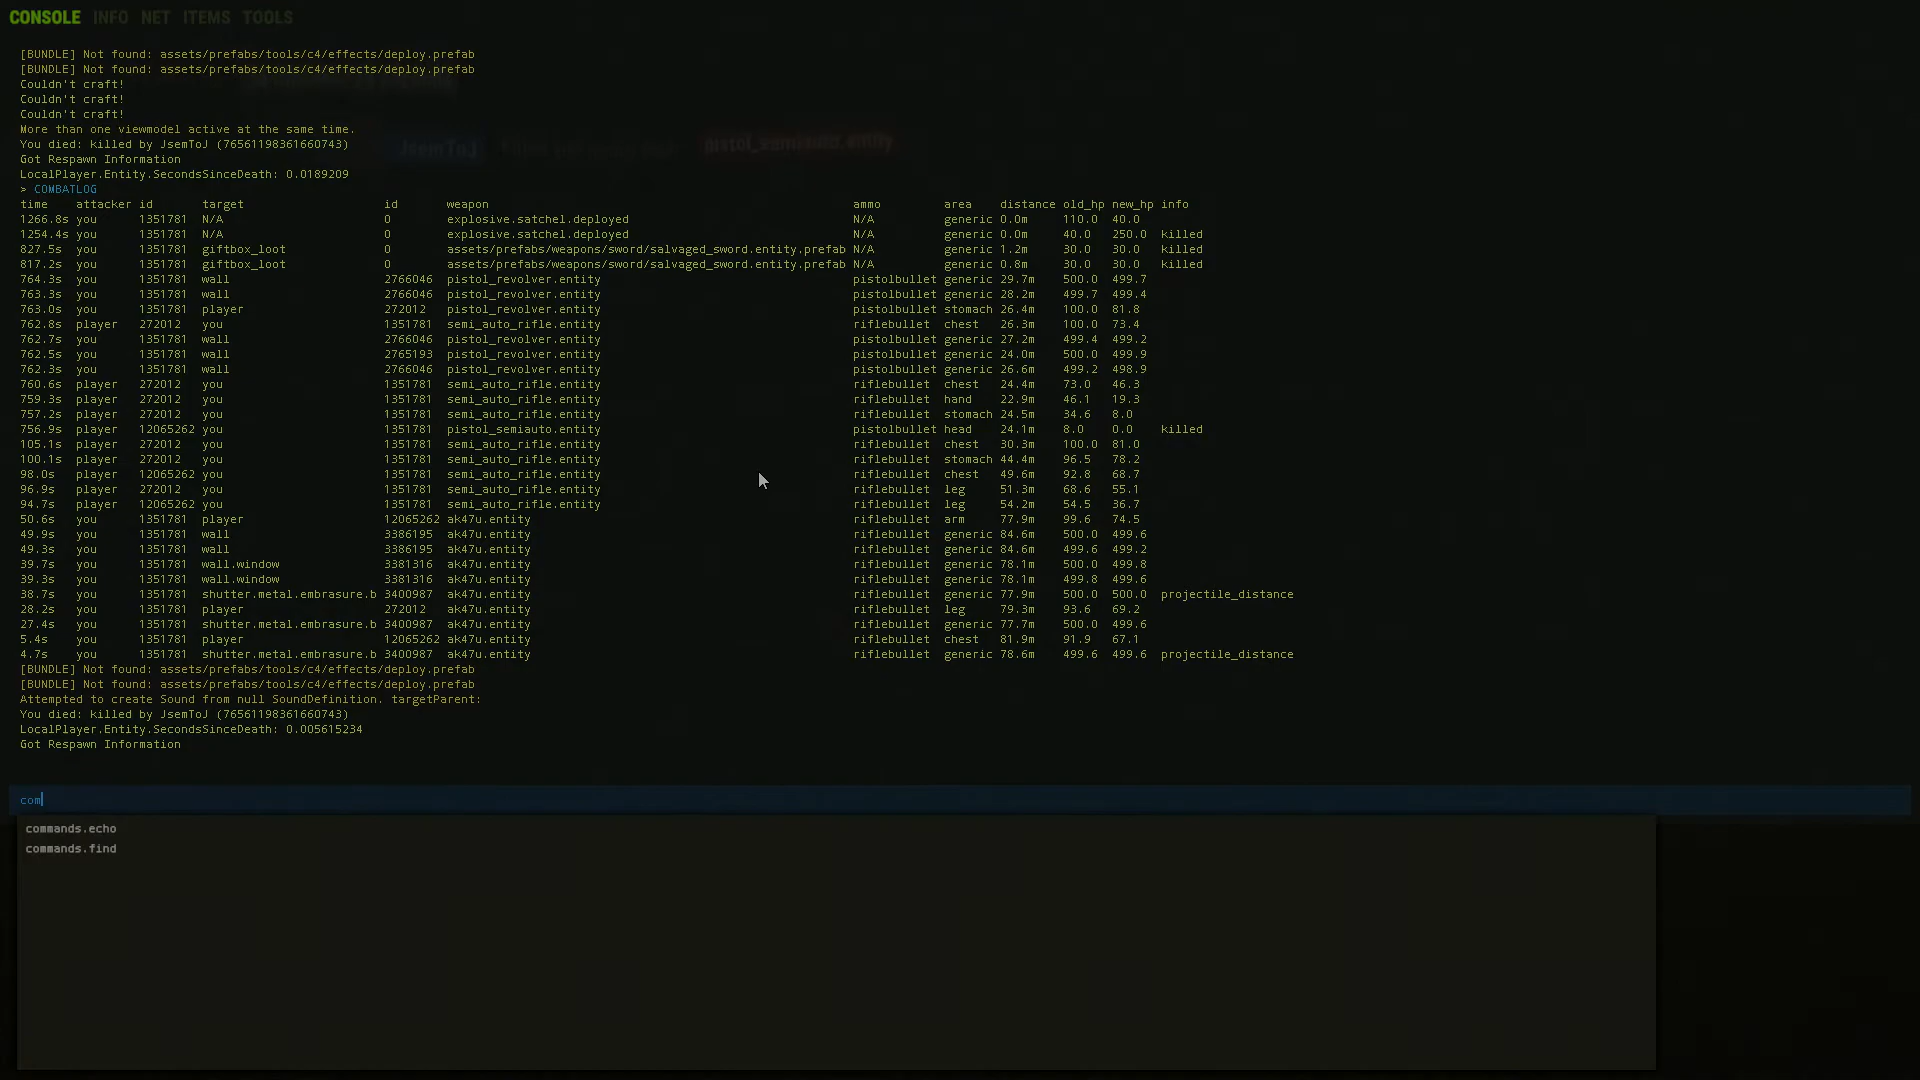 CONSOLE INFO NET ITEMS TOOLS
[BUNDLE] Not found: assets/prefabs/tools/c4/effects/deploy.prefab
[BUNDLE] Not found: assets/prefabs/tools/c4/effects/deploy.prefab
Couldn't craft!
Couldn't craft!
Couldn't craft!
More than one viewmodel active at the same time.
You died: killed by JsemToJ (76561198361660743)
JsemToJ pistol_semiauto.entity
Got Respawn Information
LocalPlayer.Entity.SecondsSinceDeath: 0.0189209
> COMBATLOG
time attacker id target id weapon ammo area distance old_hp new_hp info
1266.8s you 1351781 N/A 0 explosive.satchel.deployed N/A generic 0.0m 110.0 40.0
1254.4s you 1351781 N/A 0 explosive.satchel.deployed N/A generic 0.0m 40.0 250.0 killed
827.5s you 1351781 giftbox_loot 0 assets/prefabs/weapons/sword/salvaged_sword.entity.prefab N/A generic 1.2m 30.0 30.0 killed
817.2s you 1351781 giftbox_loot 0 assets/prefabs/weapons/sword/salvaged_sword.entity.prefab N/A generic 0.8m 30.0 30.0 killed
764.3s you 1351781 wall 2766046 pistol_revolver.entity pistolbullet generic 29.7m 500.0 499.7
763.3s you 1351781 wall 2766046 pistol_revolver.entity pistolbullet generic 28.2m 499.7 499.4
763.0s you 1351781 player 272012 pistol_revolver.entity pistolbullet stomach 26.4m 100.0 81.8
762.8s player 272012 you 1351781 semi_auto_rifle.entity riflebullet chest 26.3m 100.0 73.4
762.7s you 1351781 wall 2766046 pistol_revolver.entity pistolbullet generic 27.2m 499.4 499.2
762.5s you 1351781 wall 2765193 pistol_revolver.entity pistolbullet generic 24.0m 500.0 499.9
762.3s you 1351781 wall 2766046 pistol_revolver.entity pistolbullet generic 26.6m 499.2 498.9
760.6s player 272012 you 1351781 semi_auto_rifle.entity riflebullet chest 24.4m 73.0 46.3
759.3s player 272012 you 1351781 semi_auto_rifle.entity riflebullet hand 22.9m 46.1 19.3
757.2s player 272012 you 1351781 semi_auto_rifle.entity riflebullet stomach 24.5m 34.6 8.0
756.9s player 12065262 you 1351781 pistol_semiauto.entity pistolbullet head 24.1m 8.0 0.0 killed
105.1s player 272012 you 1351781 semi_auto_rifle.entity riflebullet chest 30.3m 100.0 81.0
100.1s player 272012 you 1351781 semi_auto_rifle.entity riflebullet stomach 44.4m 96.5 78.2
98.0s player 12065262 you 1351781 semi_auto_rifle.entity riflebullet chest 49.6m 92.8 68.7
96.9s player 272012 you 1351781 semi_auto_rifle.entity riflebullet leg 51.3m 68.6 55.1
94.7s player 12065262 you 1351781 semi_auto_rifle.entity riflebullet leg 54.2m 54.5 36.7
50.6s you 1351781 player 12065262 ak47u.entity riflebullet arm 77.9m 99.6 74.5
49.9s you 1351781 wall 3386195 ak47u.entity riflebullet generic 84.6m 500.0 499.6
49.3s you 1351781 wall 3386195 ak47u.entity riflebullet generic 84.6m 499.6 499.2
39.7s you 1351781 wall.window 3381316 ak47u.entity riflebullet generic 78.1m 500.0 499.8
39.3s you 1351781 wall.window 3381316 ak47u.entity riflebullet generic 78.1m 499.8 499.6
38.7s you 1351781 shutter.metal.embrasure.b 3400987 ak47u.entity riflebullet generic 77.9m 500.0 500.0 projectile_distance
28.2s you 1351781 player 272012 ak47u.entity riflebullet leg 79.3m 93.6 69.2
27.4s you 1351781 shutter.metal.embrasure.b 3400987 ak47u.entity riflebullet generic 77.7m 500.0 499.6
5.4s you 1351781 player 12065262 ak47u.entity riflebullet chest 81.9m 91.9 67.1
4.7s you 1351781 shutter.metal.embrasure.b 3400987 ak47u.entity riflebullet generic 78.6m 499.6 499.6 projectile_distance
[BUNDLE] Not found: assets/prefabs/tools/c4/effects/deploy.prefab
[BUNDLE] Not found: assets/prefabs/tools/c4/effects/deploy.prefab
Attempted to create Sound from null SoundDefinition. targetParent:
You died: killed by JsemToJ (76561198361660743)
LocalPlayer.Entity.SecondsSinceDeath: 0.005615234
Got Respawn Information
com
commands.echo
commands.find